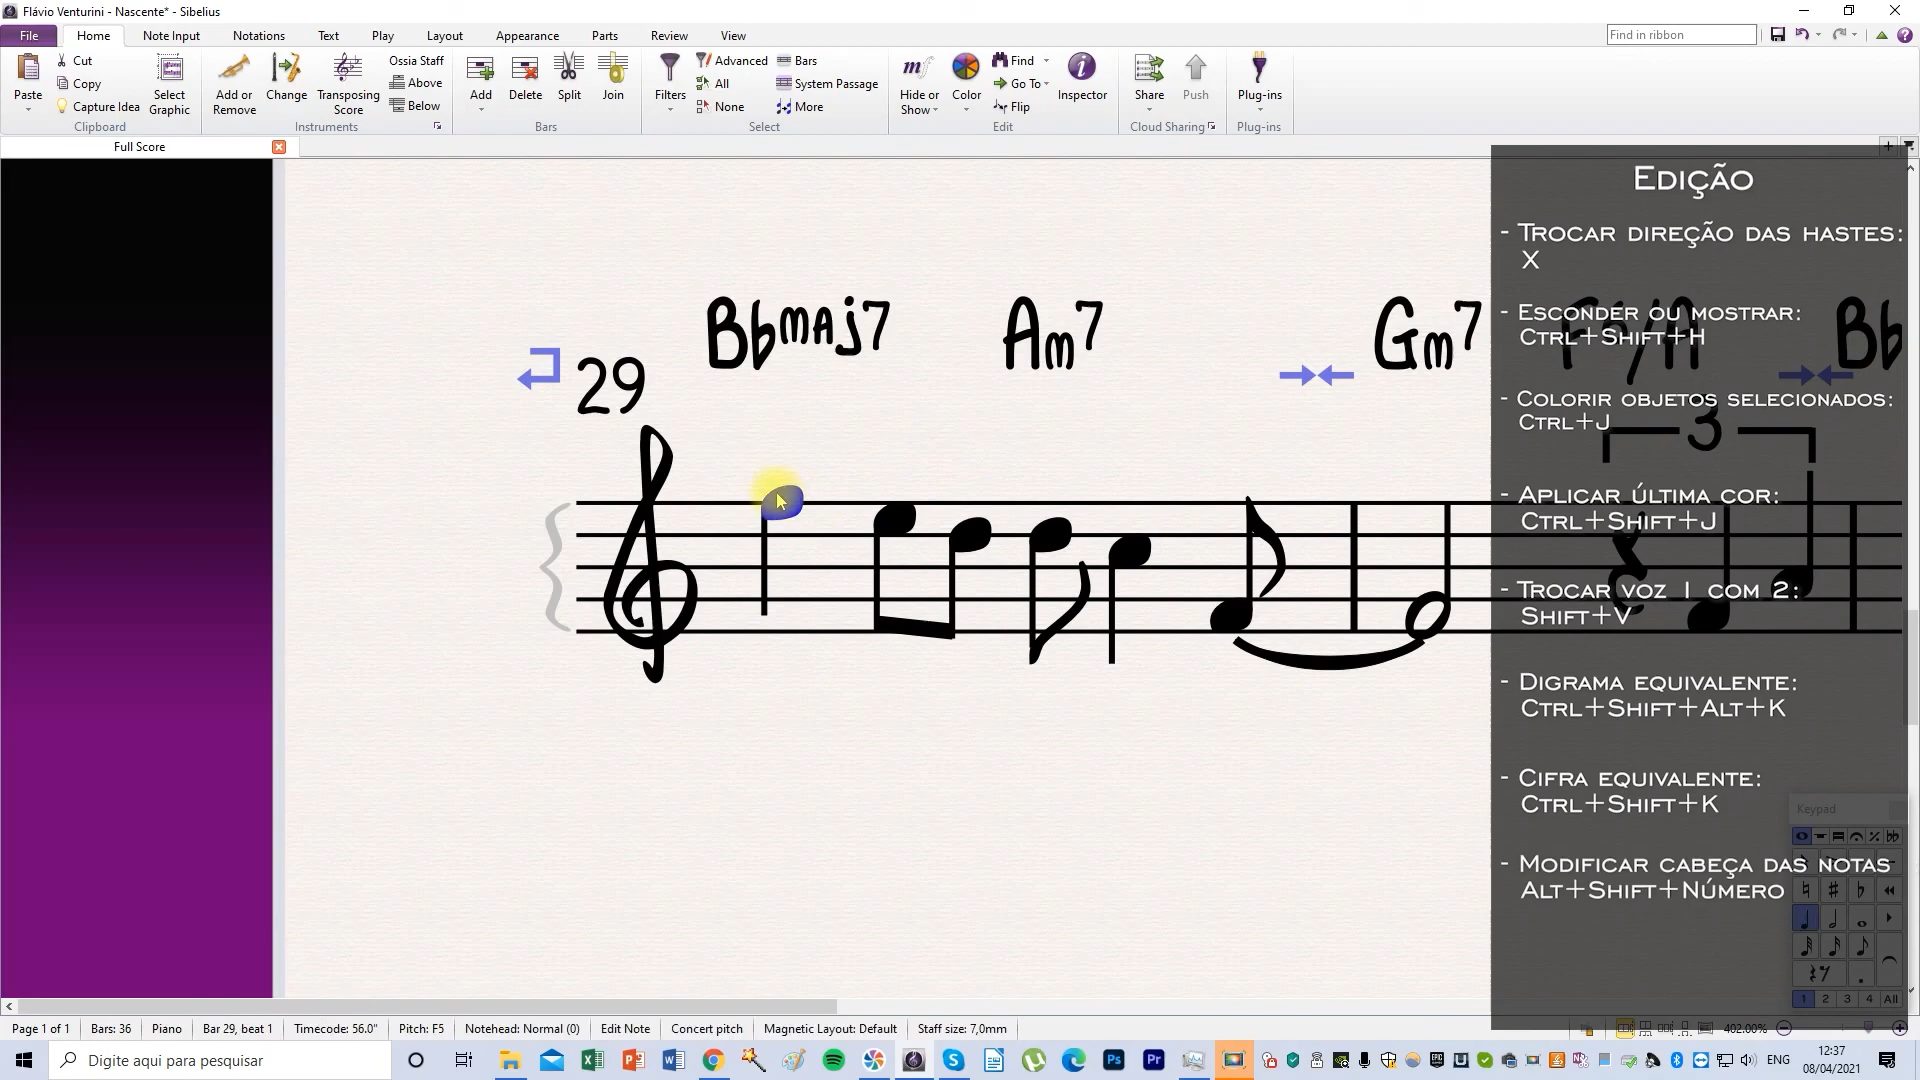 Flávio Venturini - Nascente* - Sibelius
File Home Note Input Notations Text Play Layout Appearance Parts Review View
Find in ribbon
Paste
Cut
Copy
Capture Idea
Select Graphic
Clipboard
Add or Remove
Change
Transposing Score
Ossia Staff
Above
Below
Instruments
Add
Delete
Split
Join
Bars
Filters
Advanced
All
None
Bars
System Passage
More
Select
Hide or Show
Color
Find
Go To
Flip
Inspector
Edit
Share
Push
Cloud Sharing
Plug-ins
Plug-ins
Full Score
B♭maj7 Am7 Gm7 B♭
29
3
Edição
- Trocar direção das hastes:
X
- Esconder ou mostrar:
Ctrl+Shift+H
- Colorir objetos selecionados:
Ctrl+J
- Aplicar última cor:
Ctrl+Shift+J
- Trocar voz 1 com 2:
Shift+V
- Digrama equivalente:
Ctrl+Shift+Alt+K
- Cifra equivalente:
Ctrl+Shift+K
- Modificar cabeça das notas
Alt+Shift+Número
Keypad
1 2 3 4 All
Page 1 of 1 Bars: 36 Piano Bar 29, beat 1 Timecode: 56.0" Pitch: F5 Notehead: Normal (0) Edit Note Concert pitch Magnetic Layout: Default Staff size: 7,0mm 402.00%
Digite aqui para pesquisar
ENG
12:37
08/04/2021